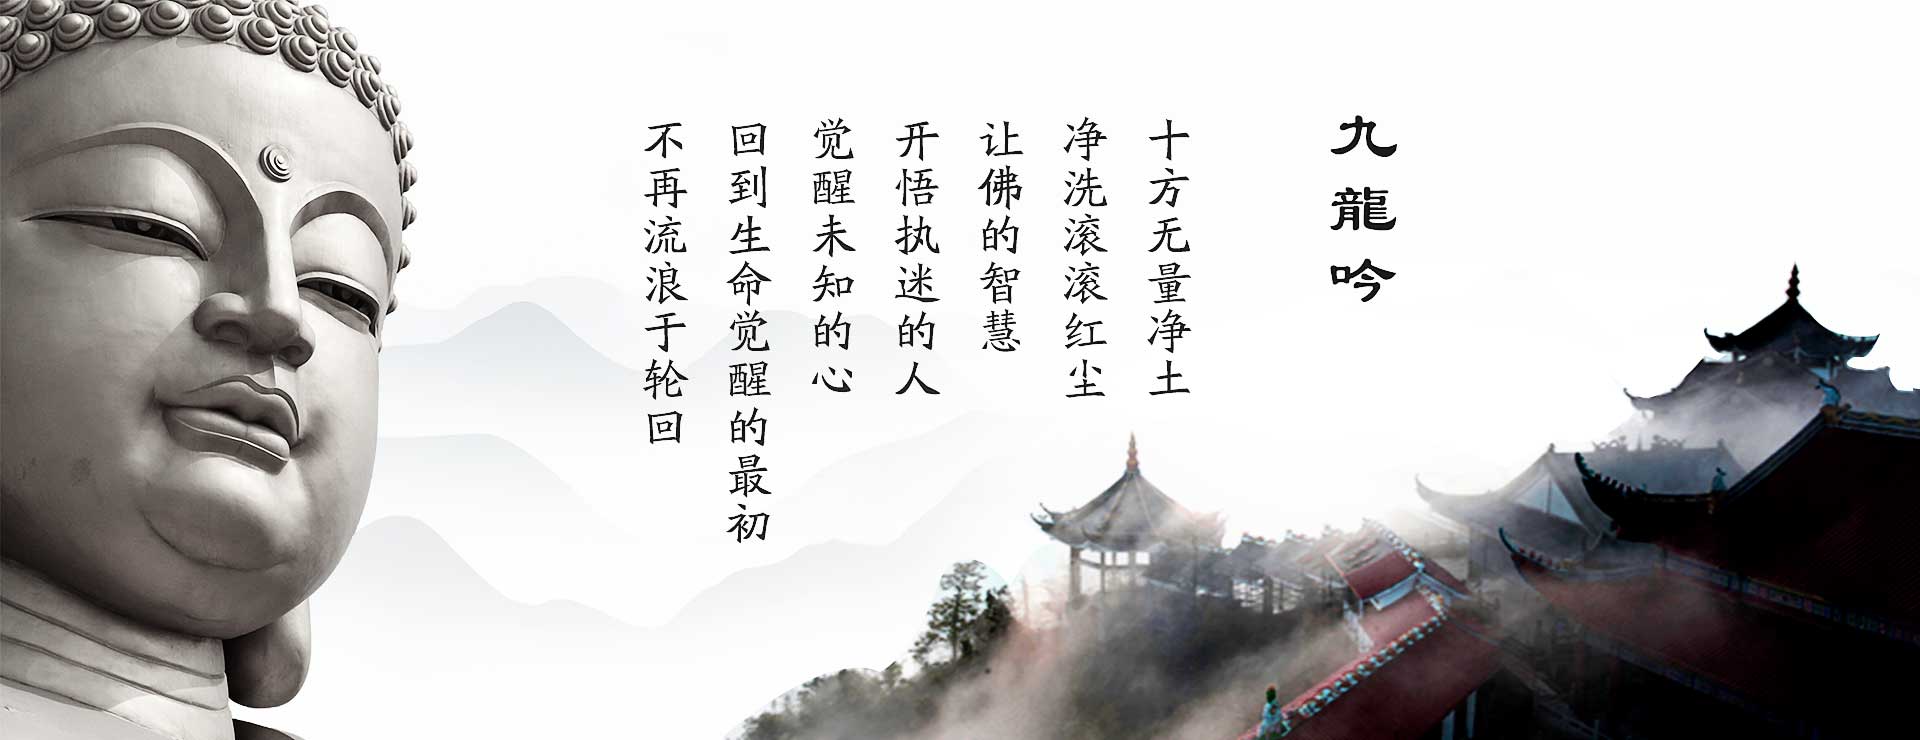 九龍吟
十方无量净土
净洗滚滚红尘
让佛的智慧
开悟执迷的人
觉醒未知的心
回到生命觉醒的最初
不再流浪于轮回